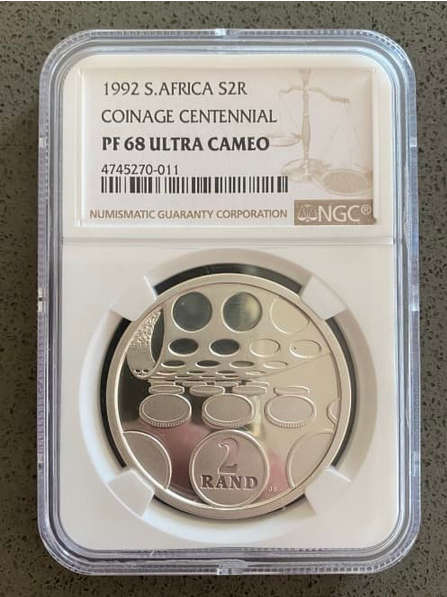 1992 S.AFRICA S2R
COINAGE CENTENNIAL
PF 68 ULTRA CAMEO
4745270-011
NUMISMATIC GUARANTY CORPORATION NGC®
2
RAND